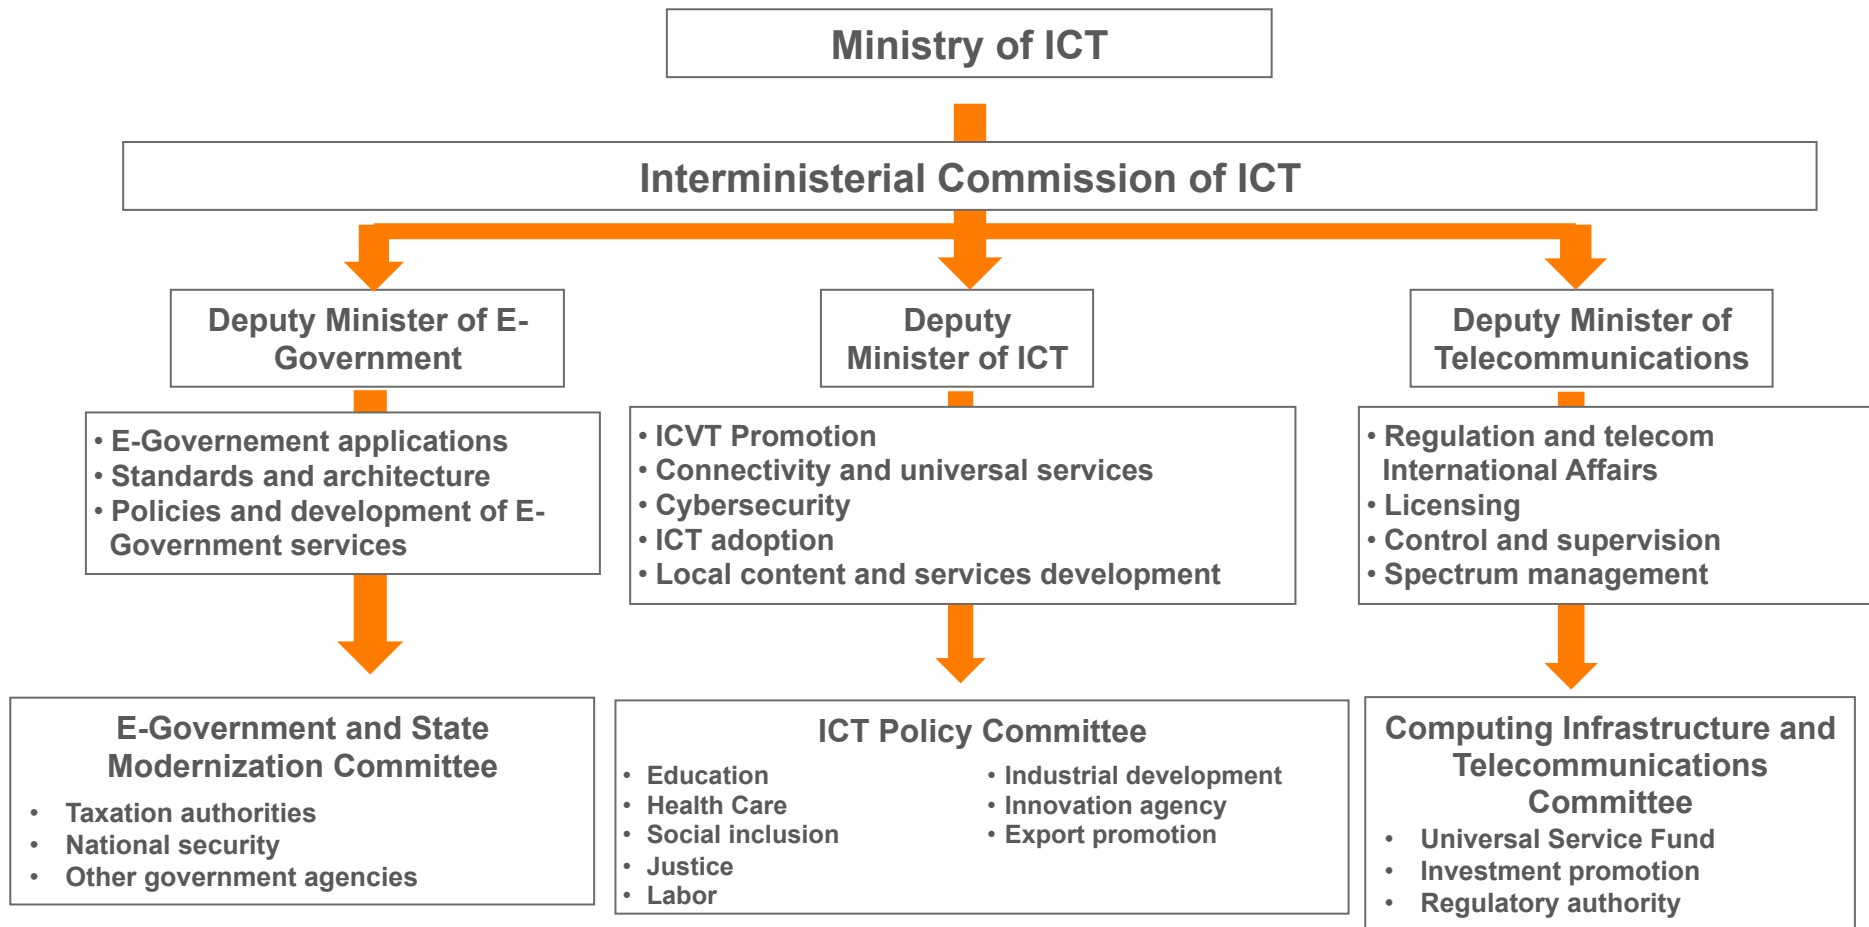 Ministry of ICT
Interministerial Commission of ICT
Deputy Minister of E-
Government
Deputy
Minister of ICT
Deputy Minister of
Telecommunications
• E-Governement applications
• Standards and architecture
• Policies and development of E-
Government services
• ICVT Promotion
• Connectivity and universal services
• Cybersecurity
• ICT adoption
• Local content and services development
• Regulation and telecom
International Affairs
• Licensing
• Control and supervision
• Spectrum management
E-Government and State
Modernization Committee
• Taxation authorities
• National security
• Other government agencies
ICT Policy Committee
• Education
• Health Care
• Social inclusion
• Justice
• Labor
• Industrial development
• Innovation agency
• Export promotion
Computing Infrastructure and
Telecommunications
Committee
• Universal Service Fund
• Investment promotion
• Regulatory authority